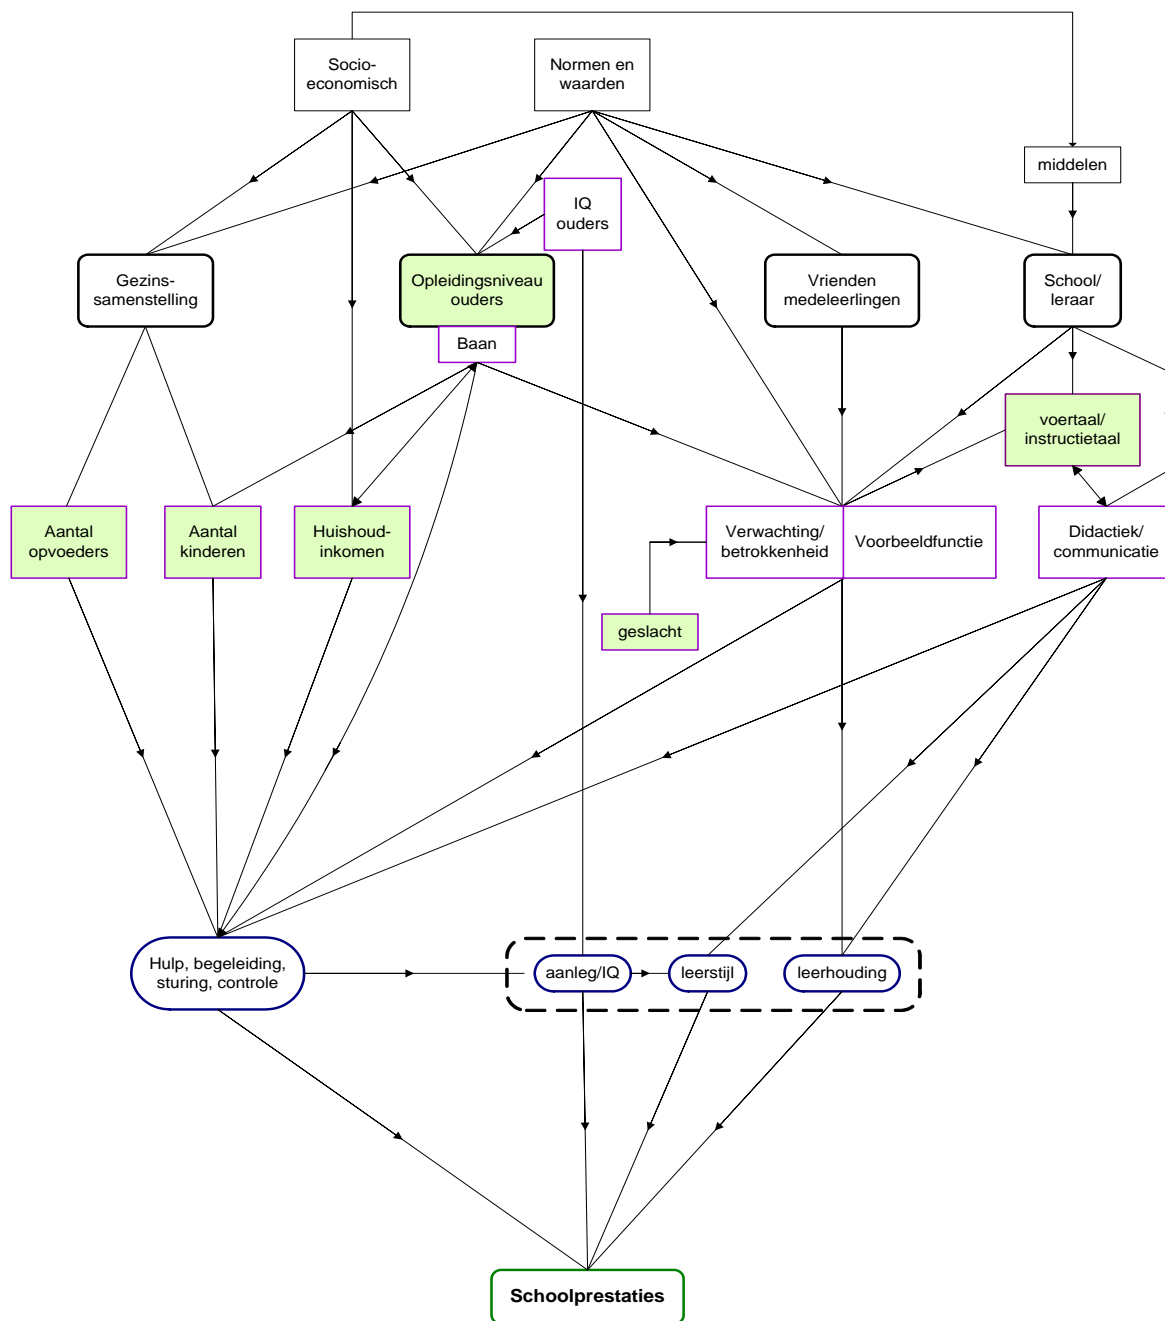 Socio-
economisch
Normen en
waarden
middelen
IQ
ouders
Gezins-
samenstelling
Opleidingsniveau
ouders
Vrienden
medeleerlingen
School/
leraar
Baan
voertaal/
instructietaal
Aantal
opvoeders
Aantal
kinderen
Huishoud-
inkomen
Verwachting/
betrokkenheid
Voorbeeldfunctie
Didactiek/
communicatie
geslacht
Hulp, begeleiding,
sturing, controle
aanleg/IQ
leerstijl
leerhouding
Schoolprestaties